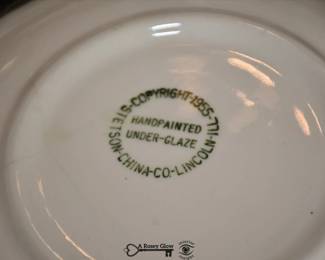 COPYRIGHT-1955
STETSON-CHINA-CO-LINCOLN-ILL-
HANDPAINTED
UNDER-GLAZE
A Rosey Glow